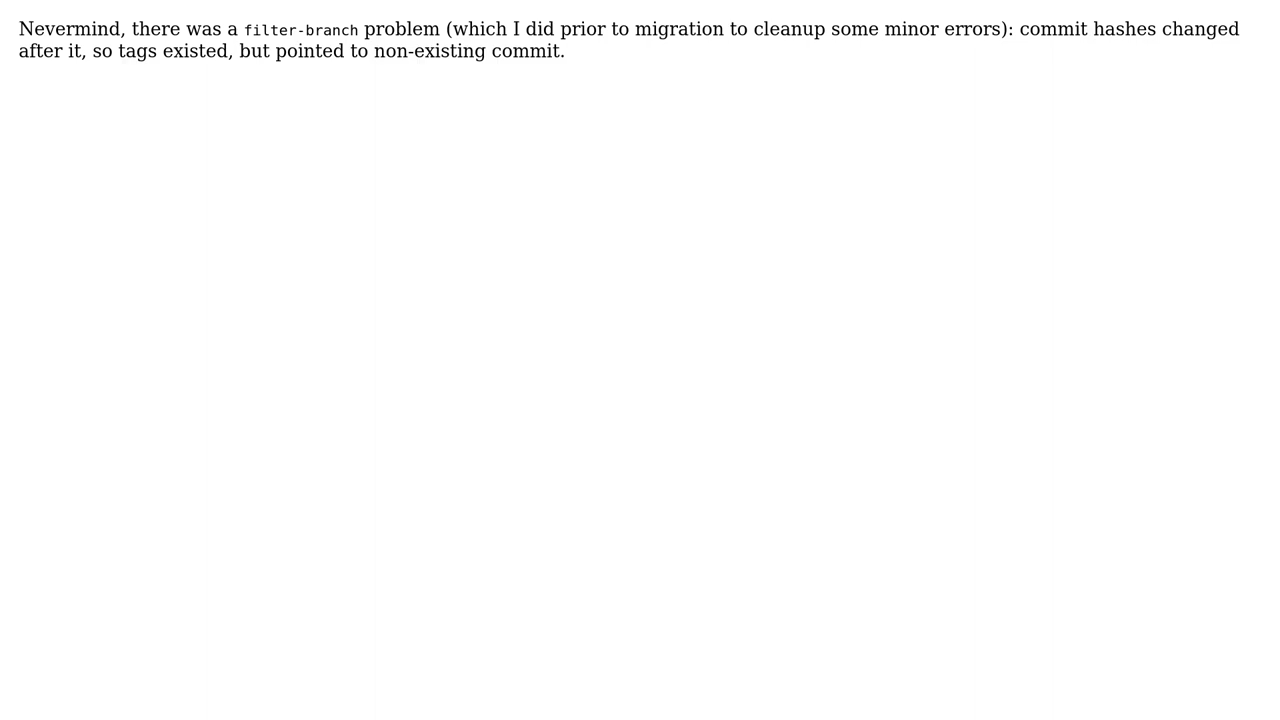 Nevermind, there was a filter-branch problem (which I did prior to migration to cleanup some minor errors): commit hashes changed
after it, so tags existed, but pointed to non-existing commit.